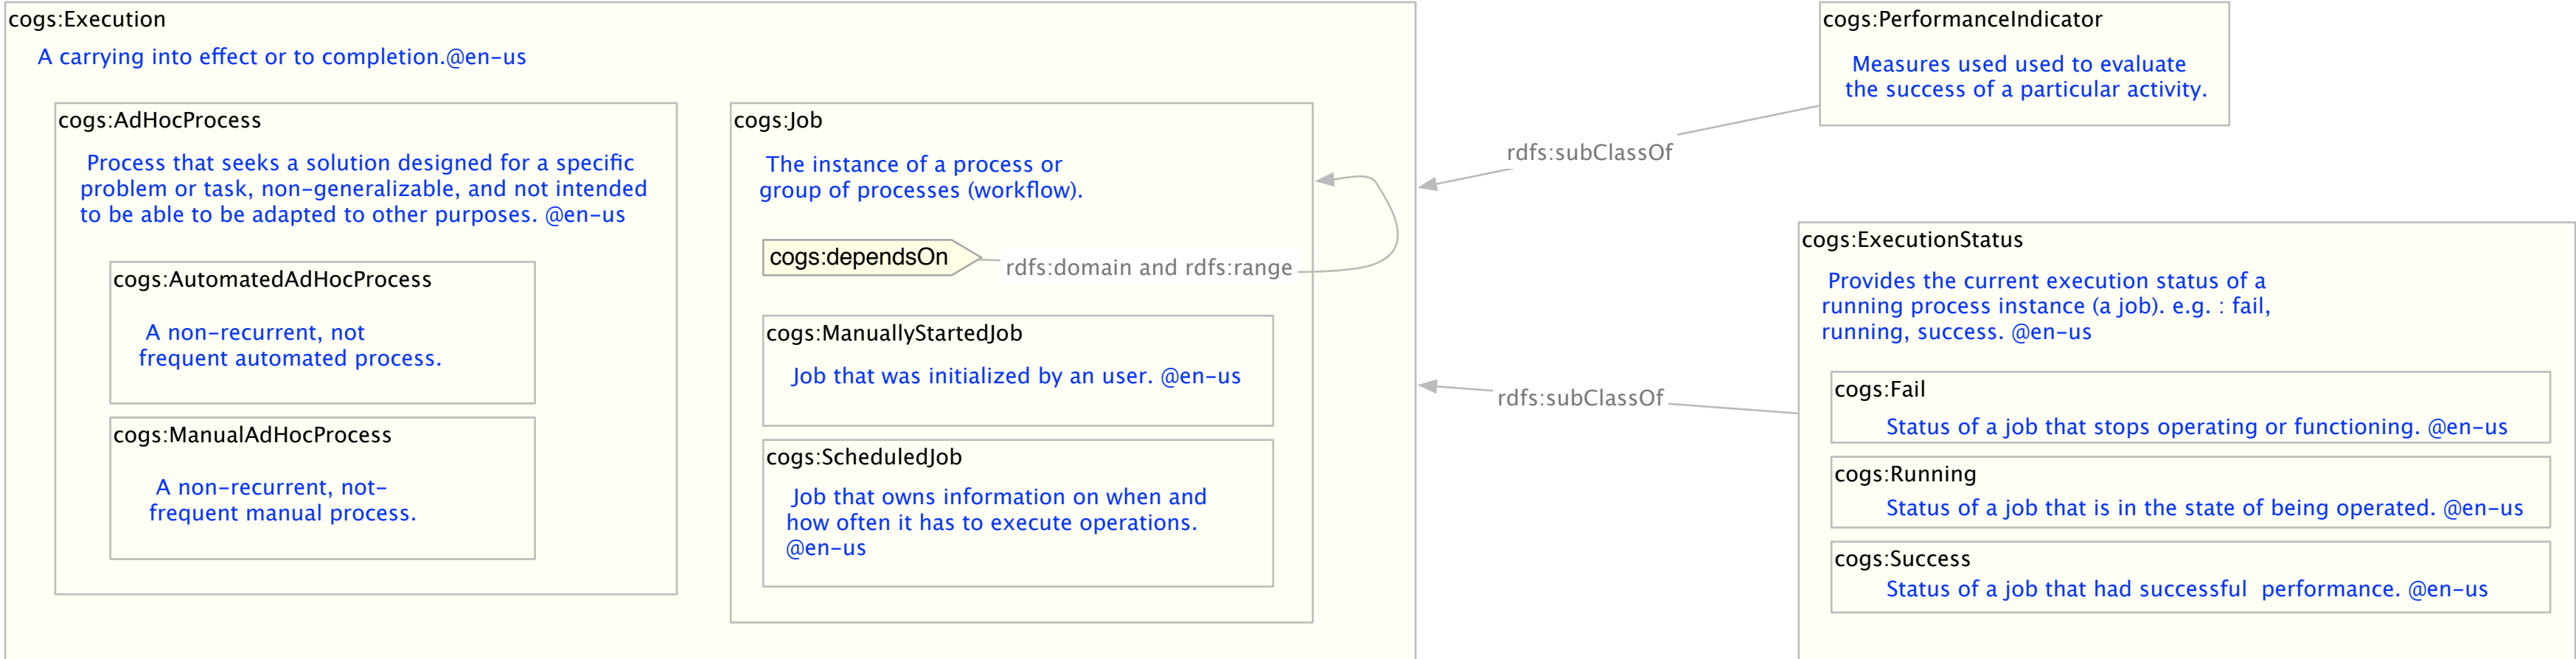 cogs:Execution
A carrying into effect or to completion.@en-us
cogs:AdHocProcess
Process that seeks a solution designed for a specific
problem or task, non-generalizable, and not intended
to be able to be adapted to other purposes. @en-us
cogs:AutomatedAdHocProcess
A non-recurrent, not
frequent automated process.
cogs:ManualAdHocProcess
A non-recurrent, not-
frequent manual process.
cogs:Job
The instance of a process or
group of processes (workflow).
cogs:dependsOn
rdfs:domain and rdfs:range
cogs:ManuallyStartedJob
Job that was initialized by an user. @en-us
cogs:ScheduledJob
Job that owns information on when and
how often it has to execute operations.
@en-us
rdfs:subClassOf
rdfs:subClassOf
cogs:PerformanceIndicator
Measures used used to evaluate
the success of a particular activity.
cogs:ExecutionStatus
Provides the current execution status of a
running process instance (a job). e.g. : fail,
running, success. @en-us
cogs:Fail
Status of a job that stops operating or functioning. @en-us
cogs:Running
Status of a job that is in the state of being operated. @en-us
cogs:Success
Status of a job that had successful  performance. @en-us